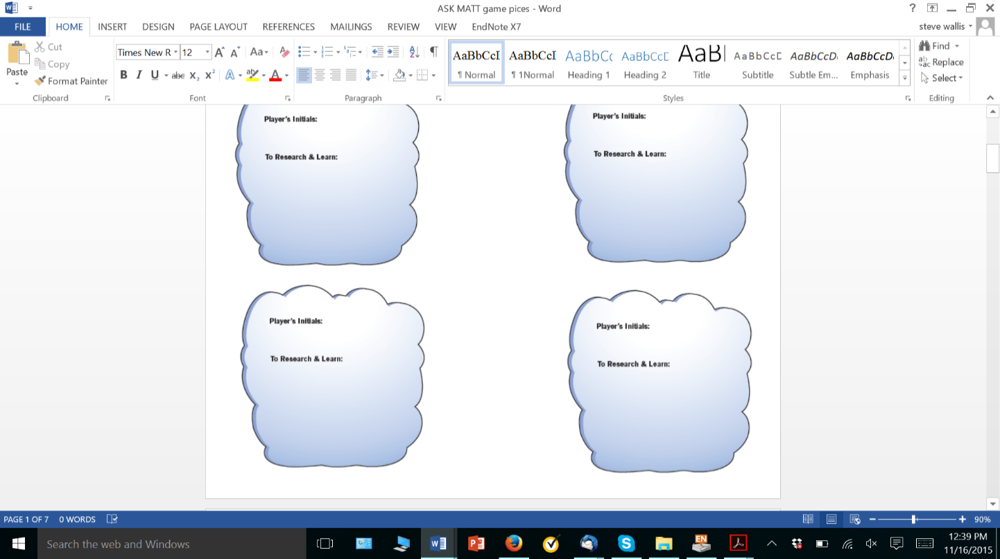 ASK MATT game pices - Word
FILE HOME INSERT DESIGN PAGE LAYOUT REFERENCES MAILINGS REVIEW VIEW EndNote X7
steve wallis
Paste
Cut
Copy
Format Painter
Clipboard
Times New R 12
Font
Paragraph
AaBbCcI AaBbCcI AaBbCc AaBbCcD AaB AaBbCcD AaBbCcD AaBbCcD
¶ Normal ¶ 1Normal Heading 1 Heading 2 Title Subtitle Subtle Em... Emphasis
Styles
Find
Replace
Select
Editing
Player's Initials: Player's Initials:
To Research & Learn: To Research & Learn:
Player's Initials: Player's Initials:
To Research & Learn: To Research & Learn:
PAGE 1 OF 7 0 WORDS 90%
Search the web and Windows
EN
12:39 PM
11/16/2015